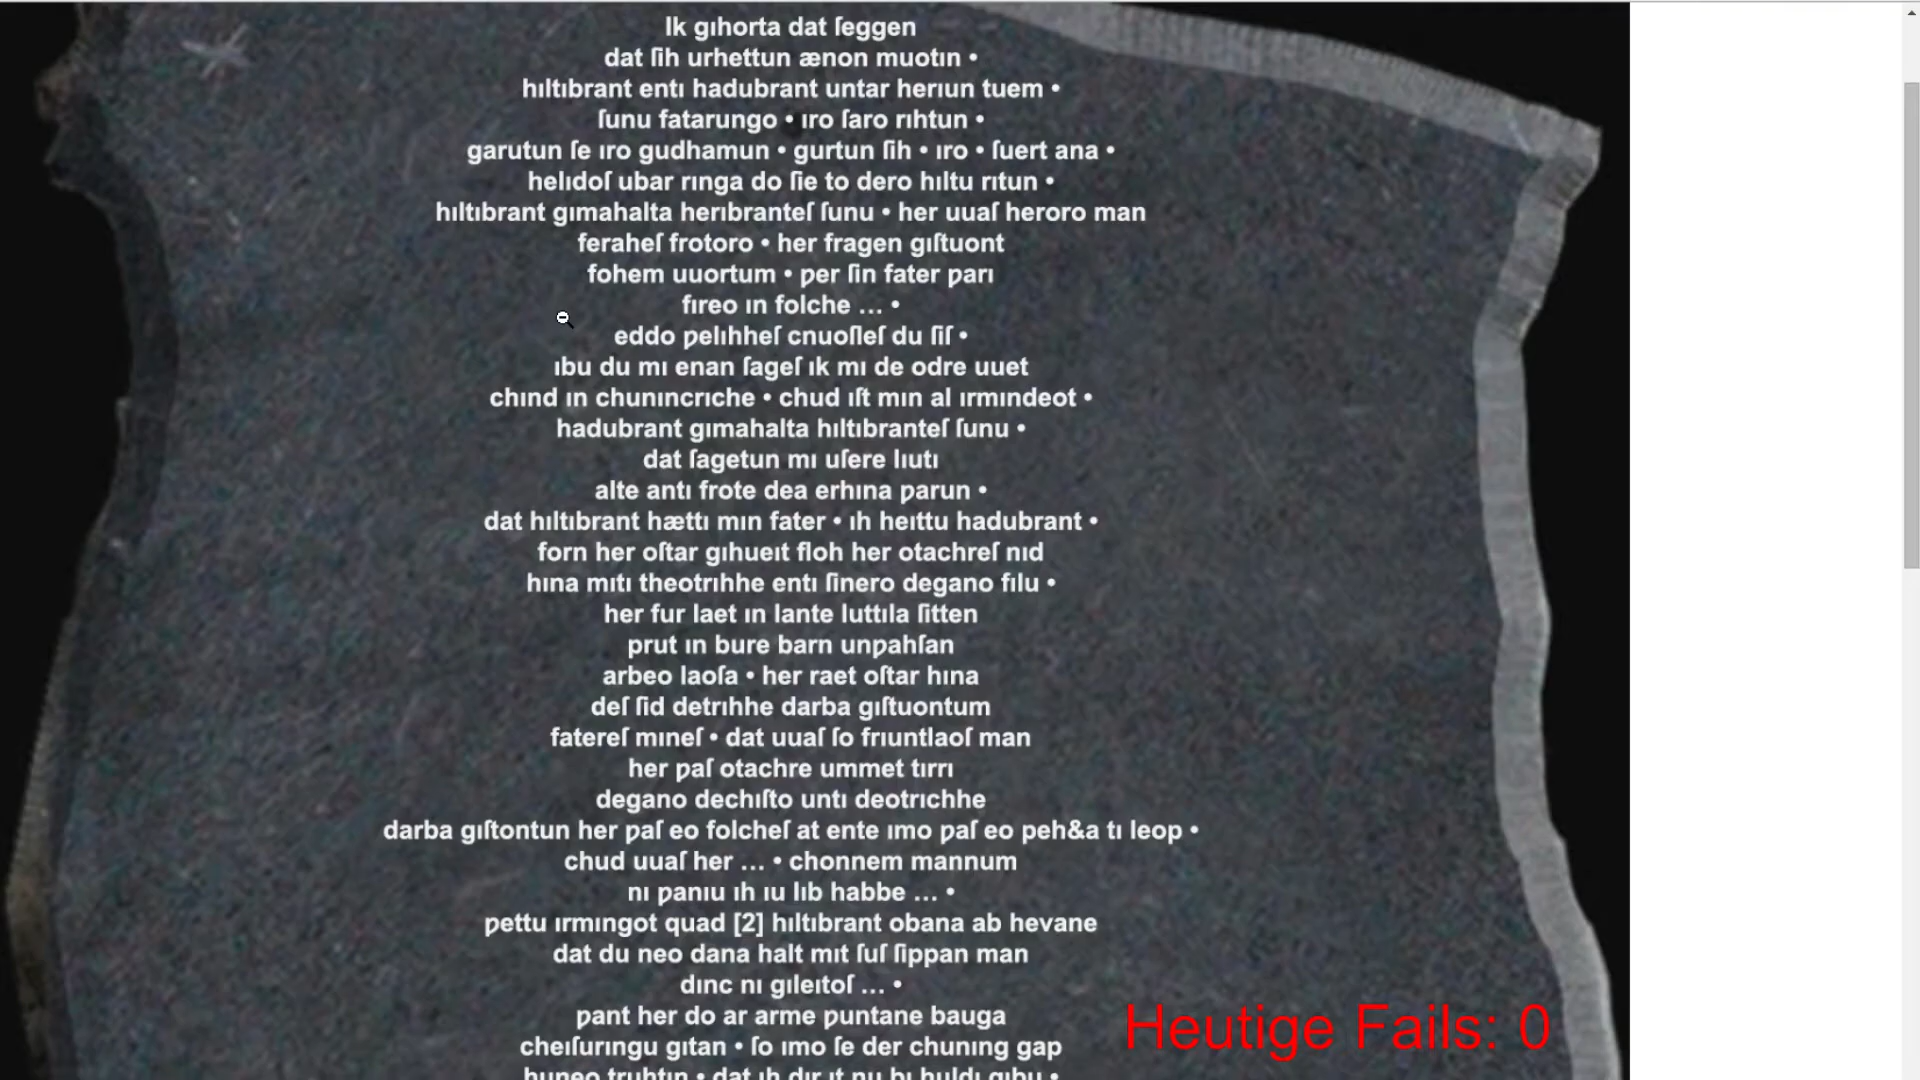 Ik gıhorta dat ſeggen
dat ſih urhettun ænon muotın •
hıltıbrant entı hadubrant untar herıun tuem •
ſunu fatarungo • ıro ſaro rıhtun •
garutun ſe ıro gudhamun • gurtun ſih • ıro • ſuert ana •
helıdoſ ubar rınga do ſie to dero hıltu rıtun •
hıltıbrant gımahalta herıbranteſ ſunu • her uuaſ heroro man
feraheſ frotoro • her fragen gıſtuont
fohem uuortum • per ſin fater parı
fıreo ın folche ... •
eddo pelıhheſ cnuoſleſ du ſıſ •
ıbu du mı enan ſageſ ık mı de odre uuet
chınd ın chunıncrıche • chud ıſt mın al ırmındeot •
hadubrant gımahalta hıltıbranteſ ſunu •
dat ſagetun mı uſere lıutı
alte antı frote dea erhına parun •
dat hıltıbrant hættı mın fater • ıh heıttu hadubrant •
forn her oſtar gıhueıt floh her otachreſ nıd
hına mıtı theotrıhhe entı ſinero degano fılu •
her fur laet ın lante luttıla ſitten
prut ın bure barn unpahſan
arbeo laoſa • her raet oſtar hına
deſ ſid detrıhhe darba gıſtuontum
fatereſ mıneſ • dat uuaſ ſo frıuntlaoſ man
her paſ otachre ummet tırrı
degano dechıſto untı deotrıchhe
darba gıſtontun her paſ eo folcheſ at ente ımo paſ eo peh&a tı leop •
chud uuaſ her ... • chonnem mannum
nı panıu ıh ıu lıb habbe ... •
pettu ırmıngot quad [2] hıltıbrant obana ab hevane
dat du neo dana halt mıt ſuſ ſippan man
dınc nı gıleıtoſ ... •
pant her do ar arme puntane bauga
cheıſurıngu gıtan • ſo ımo ſe der chunıng gap
huneo truhtın • dat ıh dır ıt nu bı huldı gıbu •
Heutige Fails: 0